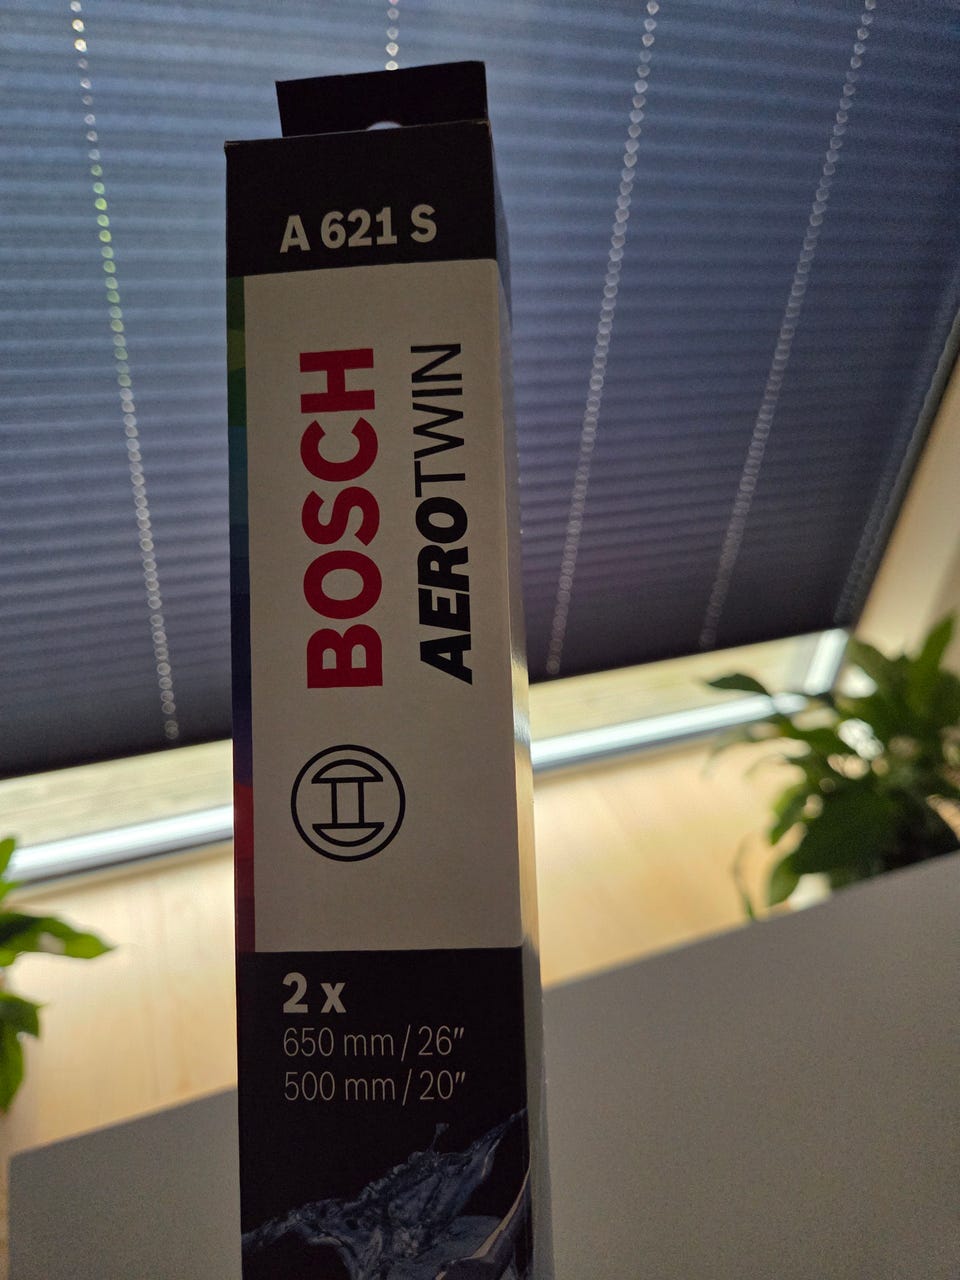 A 621 S
BOSCH
AEROTWIN
2 x
650 mm / 26"
500 mm / 20"